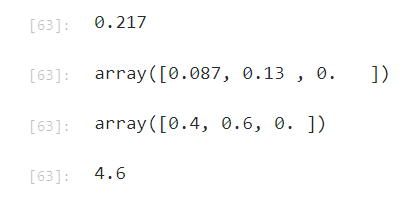 [63]: 0.217
[63]: array([0.087, 0.13 , 0.   ])
[63]: array([0.4, 0.6, 0. ])
[63]: 4.6